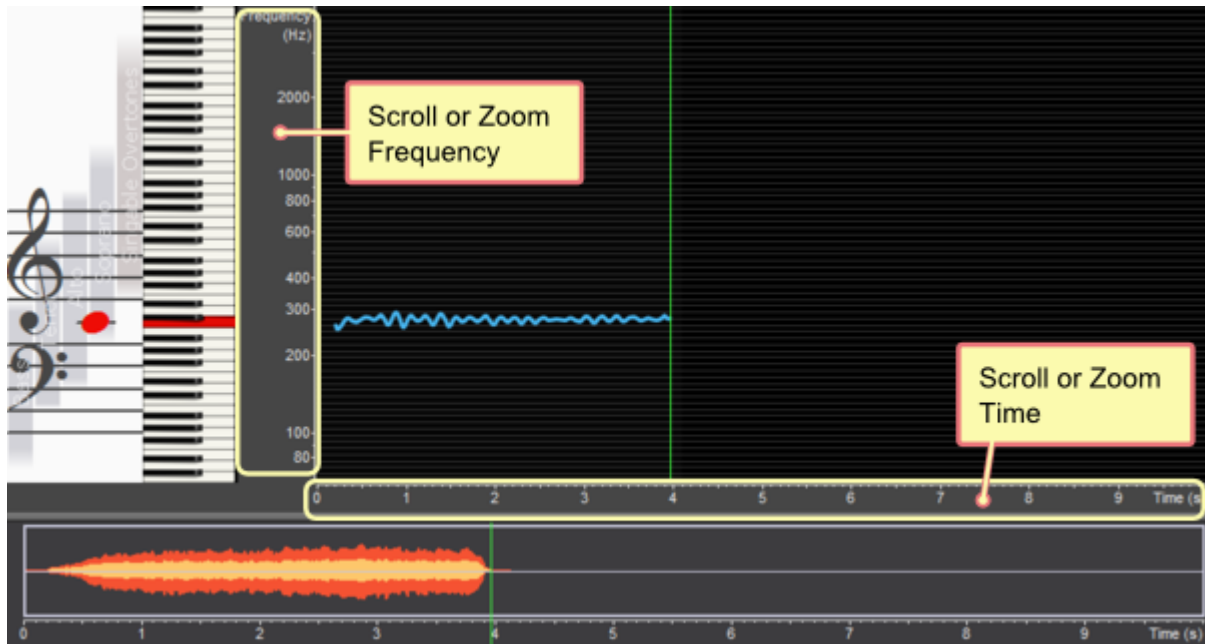 Frequency
(Hz)
2000
1000
800
600
400
300
200
100
80
Scroll or Zoom
Frequency
Singable Overtones
Soprano
Alto
Scroll or Zoom
Time
0 1 2 3 4 5 6 7 8 9 Time (s
0 1 2 3 4 5 6 7 8 9 Time (s)